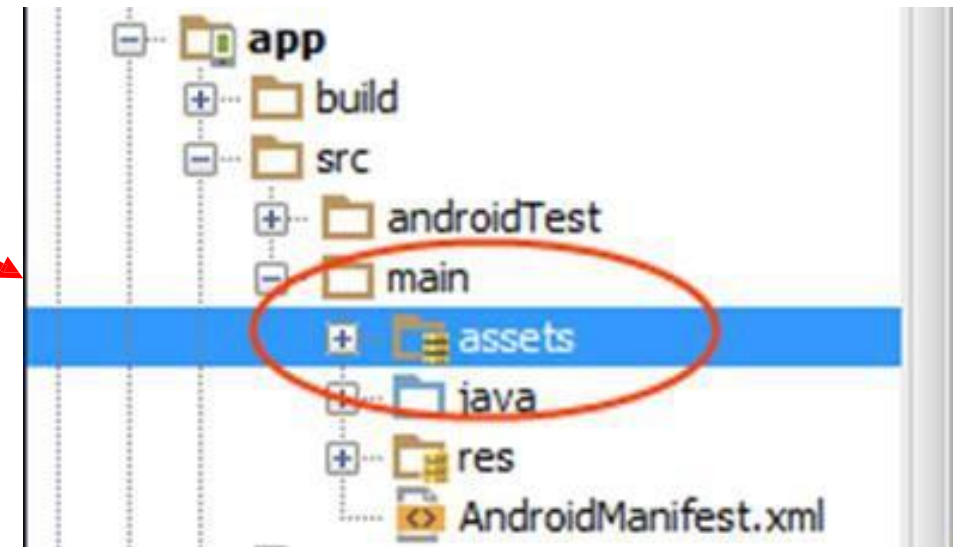 app
build
src
androidTest
main
assets
java
res
AndroidManifest.xml